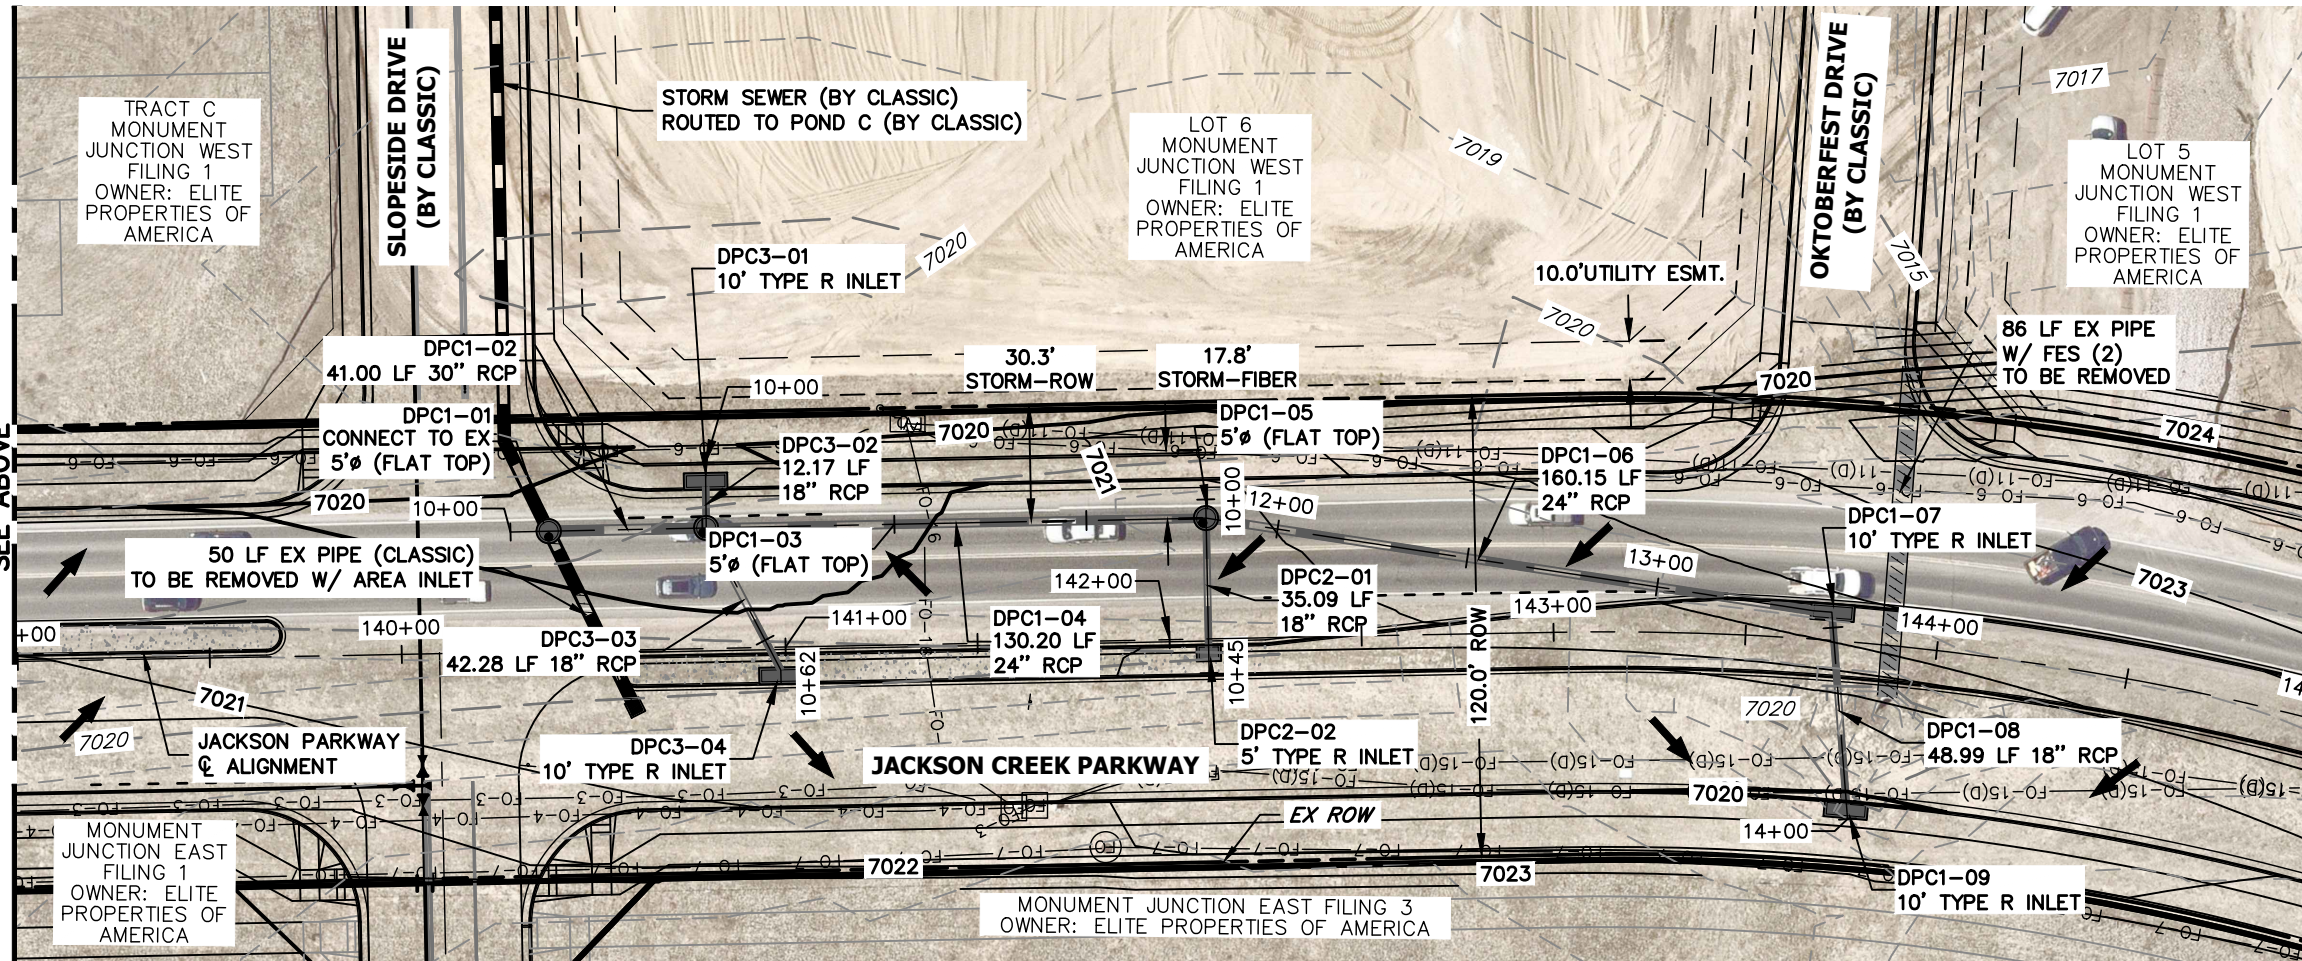 SLOPESIDE DRIVE
(BY CLASSIC)
OKTOBERFEST DRIVE
(BY CLASSIC)
STORM SEWER (BY CLASSIC)
ROUTED TO POND C (BY CLASSIC)
TRACT C
MONUMENT
JUNCTION WEST
FILING 1
OWNER: ELITE
PROPERTIES OF
AMERICA
LOT 6
MONUMENT
JUNCTION WEST
FILING 1
OWNER: ELITE
PROPERTIES OF
AMERICA
LOT 5
MONUMENT
JUNCTION WEST
FILING 1
OWNER: ELITE
PROPERTIES OF
AMERICA
7017
7019
7020
7015
7020
DPC3-01
10' TYPE R INLET
10.0'UTILITY ESMT.
DPC1-02
41.00 LF 30" RCP
10+00
30.3'
STORM-ROW
17.8'
STORM-FIBER
7020
86 LF EX PIPE
W/ FES (2)
TO BE REMOVED
DPC1-01
CONNECT TO EX
5'ø (FLAT TOP)
7020
DPC3-02
12.17 LF
18" RCP
7021
DPC1-05
5'ø (FLAT TOP)
DPC1-06
160.15 LF
24" RCP
7024
SEE ABOVE
7020
10+00
10+00
12+00
DPC1-07
10' TYPE R INLET
50 LF EX PIPE (CLASSIC)
TO BE REMOVED W/ AREA INLET
DPC1-03
5'ø (FLAT TOP)
142+00
DPC2-01
35.09 LF
18" RCP
13+00
143+00
7023
+00
140+00
141+00
DPC3-03
42.28 LF 18" RCP
DPC1-04
130.20 LF
24" RCP
120.0' ROW
144+00
10+62
10+45
7021
7020
7020
14
JACKSON PARKWAY
℄ ALIGNMENT
DPC3-04
10' TYPE R INLET
JACKSON CREEK PARKWAY
DPC2-02
5' TYPE R INLET
DPC1-08
48.99 LF 18" RCP
7020
EX ROW
14+00
MONUMENT
JUNCTION EAST
FILING 1
OWNER: ELITE
PROPERTIES OF
AMERICA
7022
7023
DPC1-09
10' TYPE R INLET
MONUMENT JUNCTION EAST FILING 3
OWNER: ELITE PROPERTIES OF AMERICA